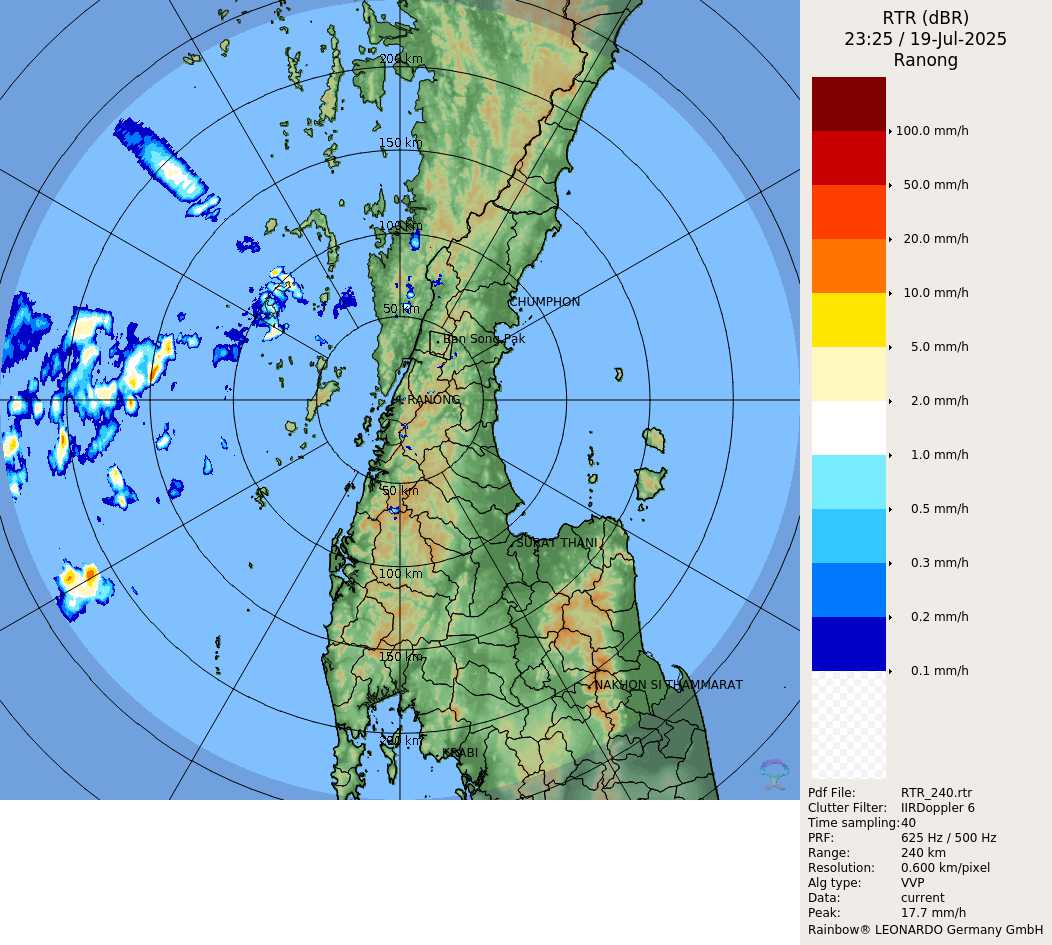 RTR (dBR)
23:25 / 19-Jul-2025
Ranong
100.0 mm/h
50.0 mm/h
20.0 mm/h
10.0 mm/h
5.0 mm/h
2.0 mm/h
1.0 mm/h
0.5 mm/h
0.3 mm/h
0.2 mm/h
0.1 mm/h
Pdf File: RTR_240.rtr
Clutter Filter: IIRDoppler 6
Time sampling: 40
PRF: 625 Hz / 500 Hz
Range: 240 km
Resolution: 0.600 km/pixel
Alg type: VVP
Data: current
Peak: 17.7 mm/h
Rainbow® LEONARDO Germany GmbH
200 km
150 km
100 km
50 km
CHUMPHON
Ban Song Pak
RANONG
50 km
SURAT THANI
100 km
150 km
NAKHON SI THAMMARAT
200 km
KRABI